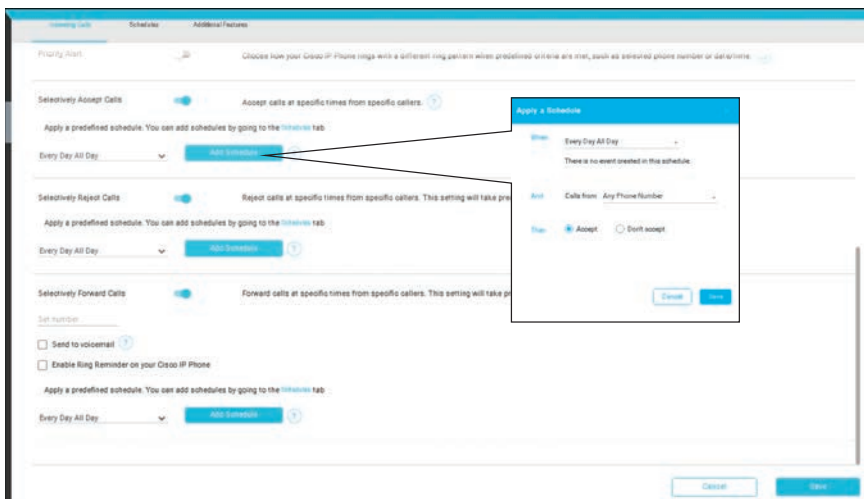 Incoming Calls Schedules Additional Features
Priority Alert Choose how your Cisco IP Phone rings with a different ring pattern when predefined criteria are met, such as selected phone number or date/time. ?
Selectively Accept Calls Accept calls at specific times from specific callers. ?
Apply a predefined schedule. You can add schedules by going to the Schedules tab
Every Day All Day Add Schedule
Selectively Reject Calls Reject calls at specific times from specific callers. This setting will take
Apply a predefined schedule. You can add schedules by going to the Schedules tab
Every Day All Day Add Schedule ?
Selectively Forward Calls Forward calls at specific times from specific callers. This setting will take
Set number
Send to voicemail ?
Enable Ring Reminder on your Cisco IP Phone
Apply a predefined schedule. You can add schedules by going to the Schedules tab
Every Day All Day Add Schedule ?
Cancel Save
Apply a Schedule
When Every Day All Day
There is no event created in this schedule.
And Calls from Any Phone Number
Then Accept Don't accept
Cancel Save